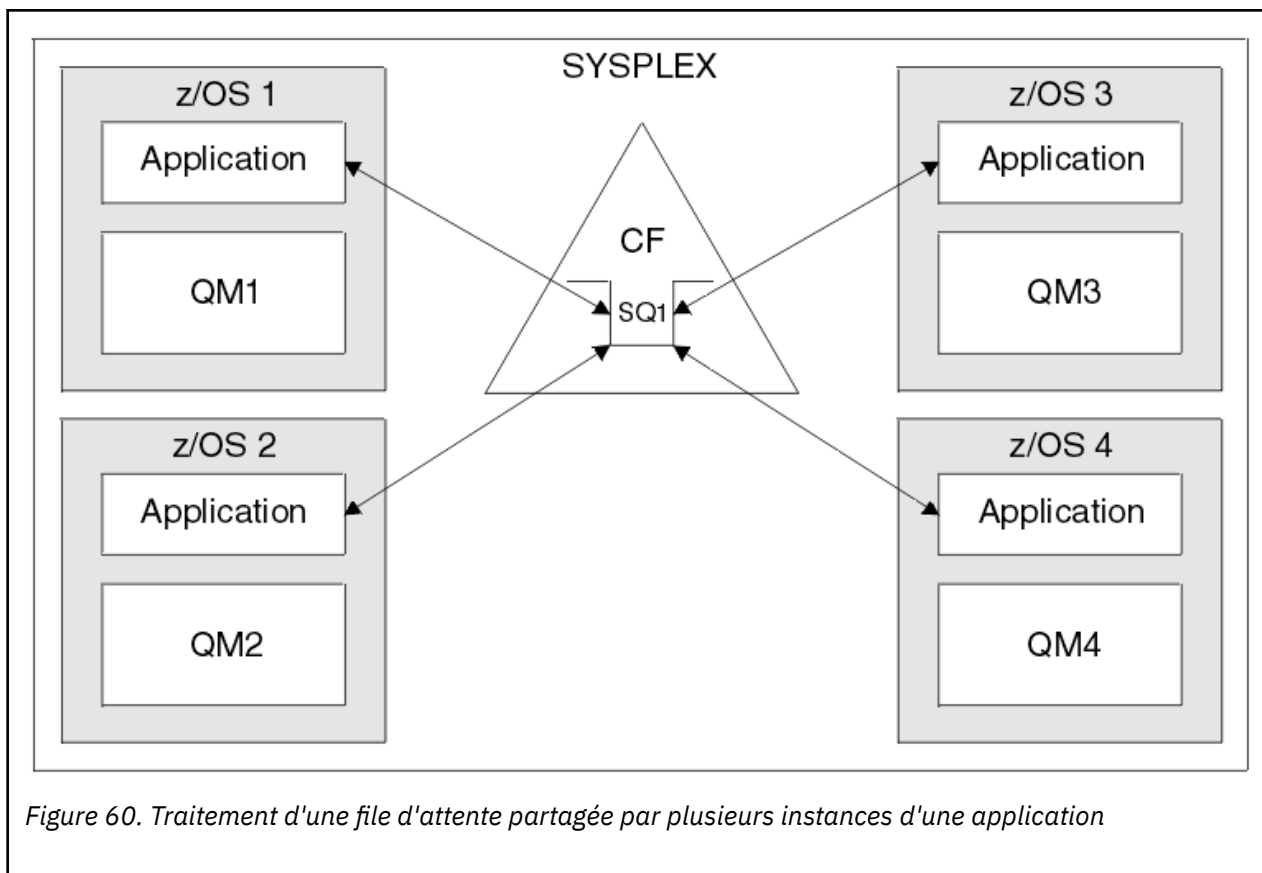 SYSPLEX
z/OS 1
Application
QM1
z/OS 2
Application
QM2
CF
SQ1
z/OS 3
Application
QM3
z/OS 4
Application
QM4
Figure 60. Traitement d'une file d'attente partagée par plusieurs instances d'une application